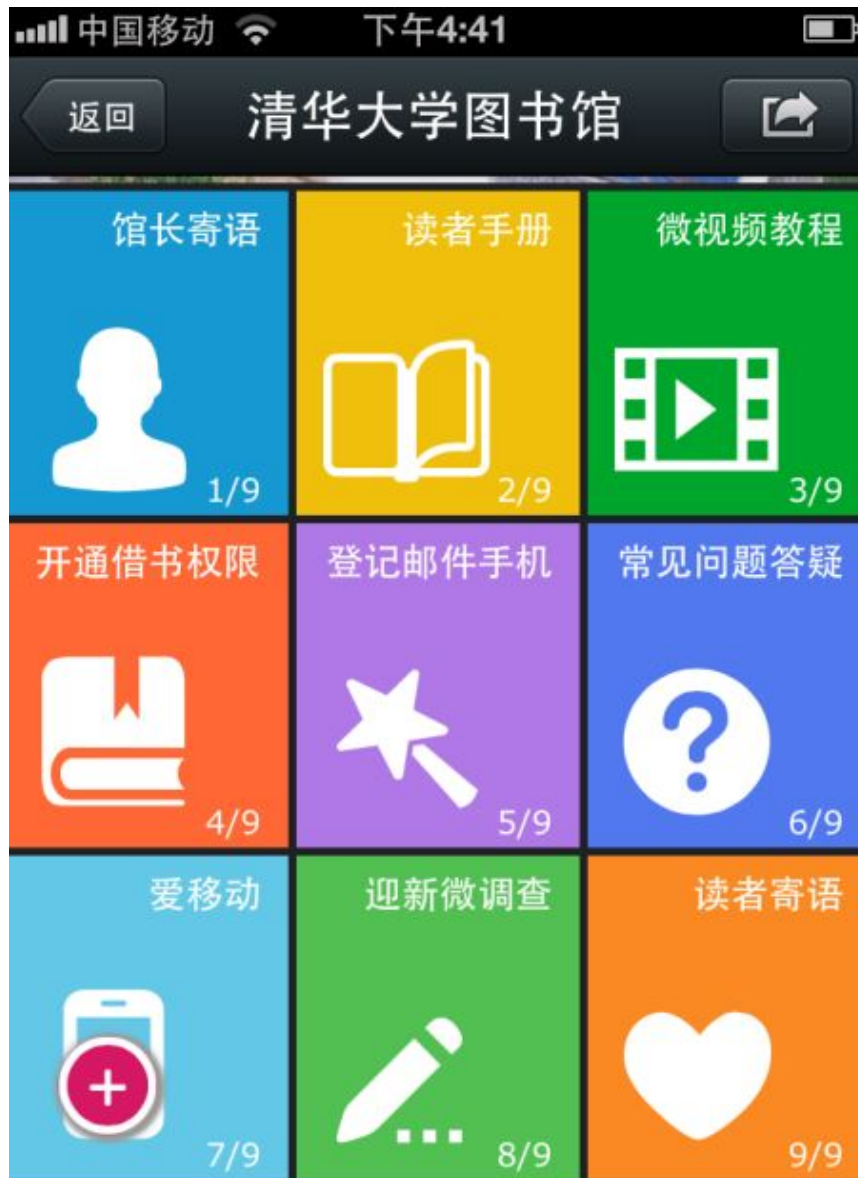 中国移动 下午4:41
返回 清华大学图书馆
馆长寄语 读者手册 微视频教程
1/9 2/9 3/9
开通借书权限 登记邮件手机 常见问题答疑
4/9 5/9 6/9
爱移动 迎新微调查 读者寄语
7/9 8/9 9/9